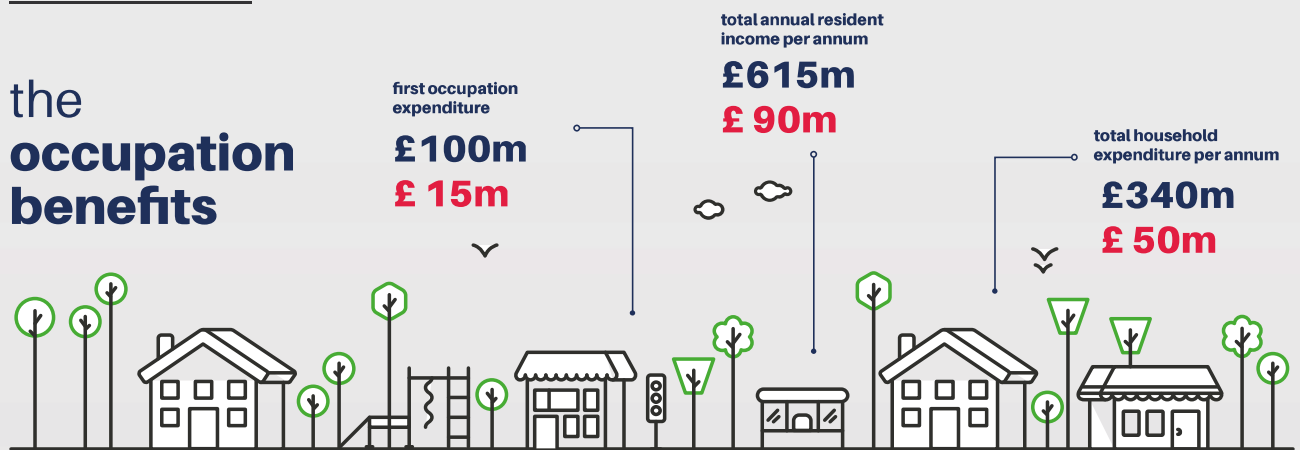 the
occupation
benefits
first occupation
expenditure
£100m
£ 15m
total annual resident
income per annum
£615m
£ 90m
total household
expenditure per annum
£340m
£ 50m